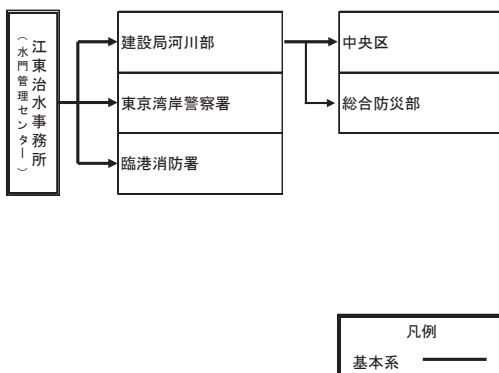 江東治水事務所
（水門管理センター）
建設局河川部
東京湾岸警察署
臨港消防署
中央区
総合防災部
凡例
基本系